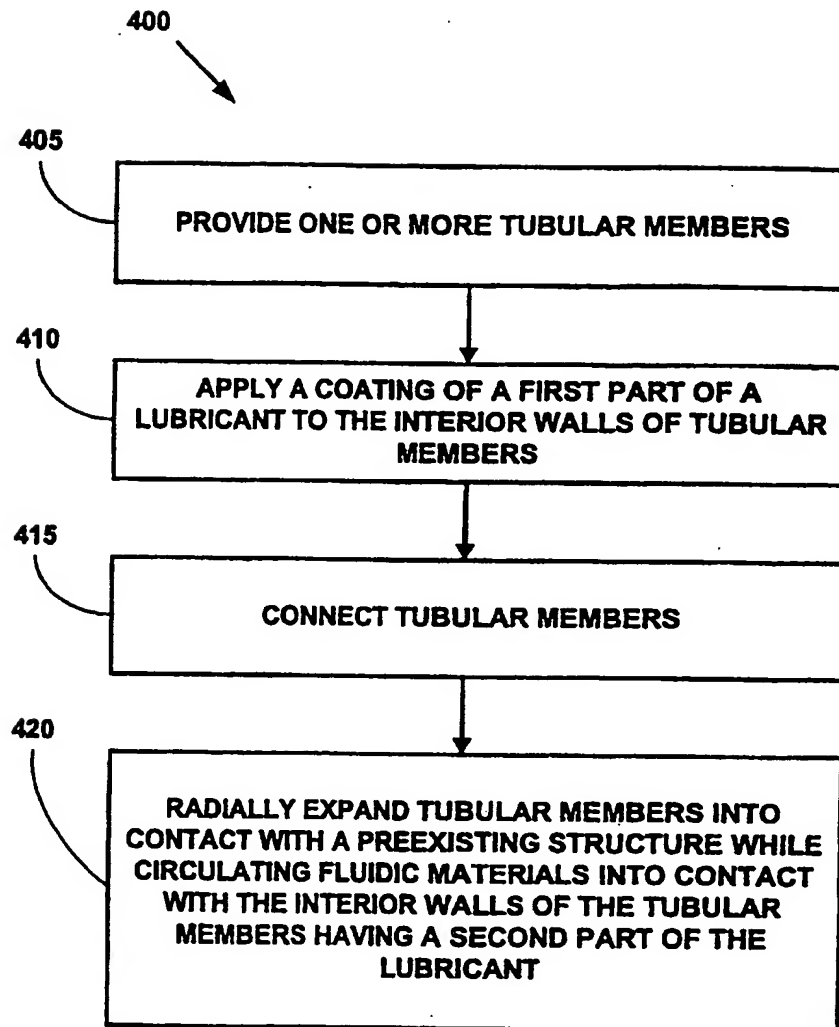 400
405
PROVIDE ONE OR MORE TUBULAR MEMBERS
410
APPLY A COATING OF A FIRST PART OF A
LUBRICANT TO THE INTERIOR WALLS OF TUBULAR
MEMBERS
415
CONNECT TUBULAR MEMBERS
420
RADIALLY EXPAND TUBULAR MEMBERS INTO
CONTACT WITH A PREEXISTING STRUCTURE WHILE
CIRCULATING FLUIDIC MATERIALS INTO CONTACT
WITH THE INTERIOR WALLS OF THE TUBULAR
MEMBERS HAVING A SECOND PART OF THE
LUBRICANT